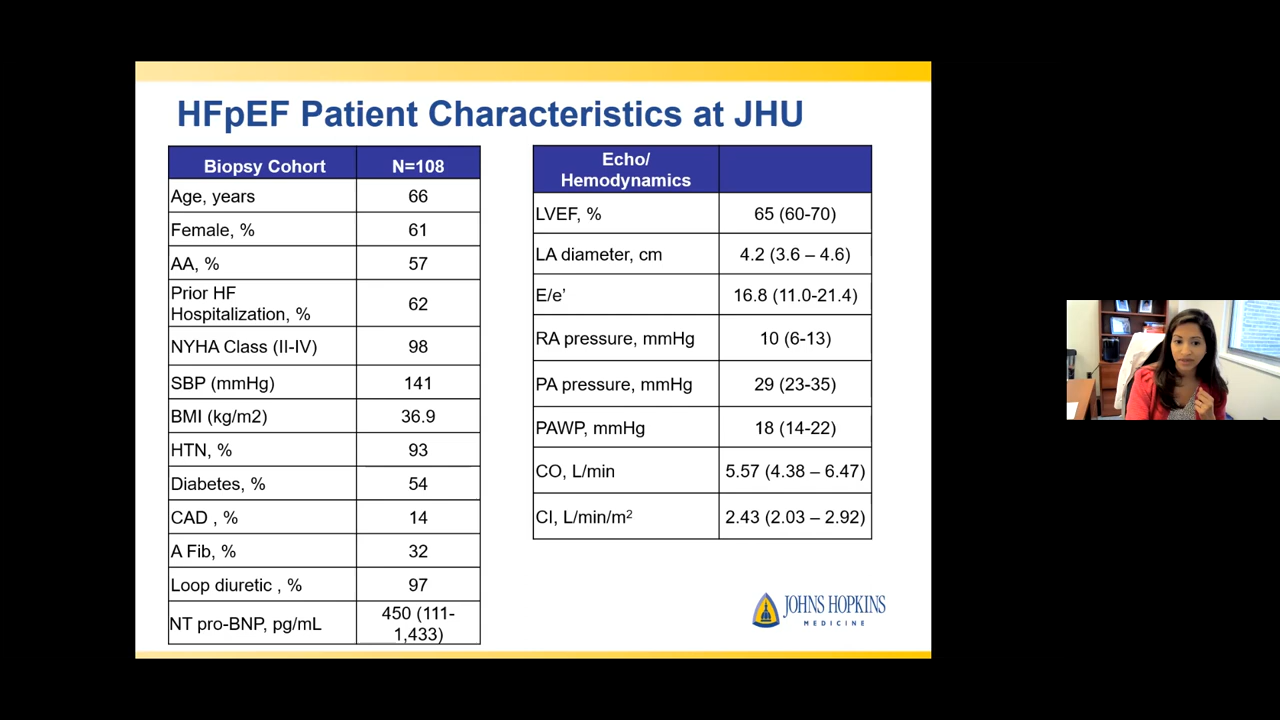 HFpEF Patient Characteristics at JHU
Biopsy Cohort N=108
Age, years 66
Female, % 61
AA, % 57
Prior HF
Hospitalization, % 62
NYHA Class (II-IV) 98
SBP (mmHg) 141
BMI (kg/m2) 36.9
HTN, % 93
Diabetes, % 54
CAD , % 14
A Fib, % 32
Loop diuretic , % 97
NT pro-BNP, pg/mL 450 (111-
1,433)
Echo/
Hemodynamics
LVEF, % 65 (60-70)
LA diameter, cm 4.2 (3.6 – 4.6)
E/e’ 16.8 (11.0-21.4)
RA pressure, mmHg 10 (6-13)
PA pressure, mmHg 29 (23-35)
PAWP, mmHg 18 (14-22)
CO, L/min 5.57 (4.38 – 6.47)
CI, L/min/m² 2.43 (2.03 – 2.92)
JOHNS HOPKINS
MEDICINE